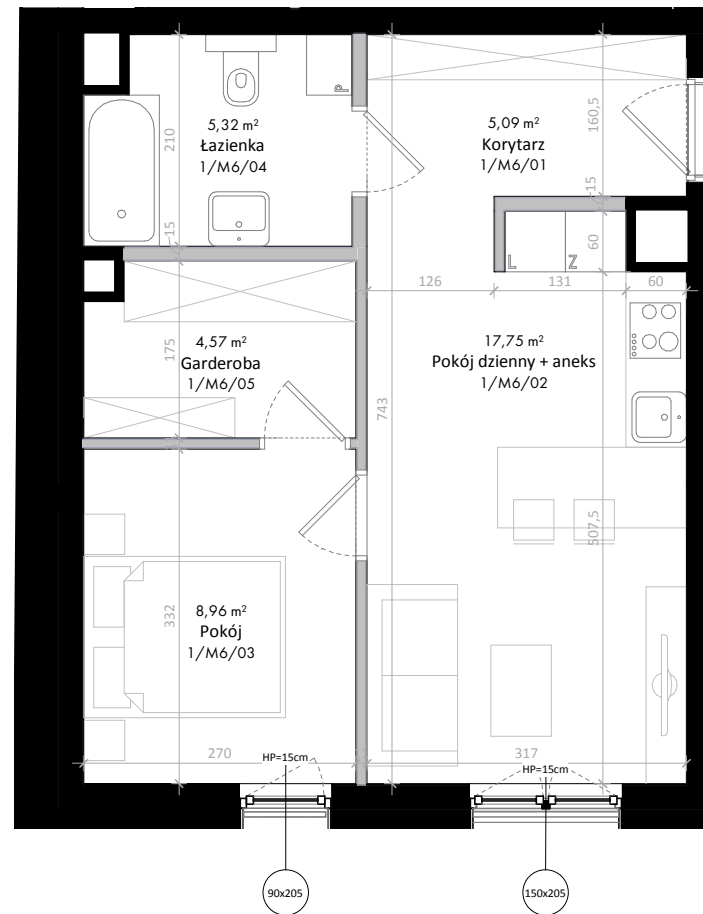 5,32 m²
Łazienka
1/M6/04
5,09 m²
Korytarz
1/M6/01
210
160,5
15
15
60
P
L
Z
126
131
60
4,57 m²
Garderoba
1/M6/05
175
17,75 m²
Pokój dzienny + aneks
1/M6/02
743
507,5
8,96 m²
Pokój
1/M6/03
332
270
317
HP=15cm
HP=15cm
90x205
150x205